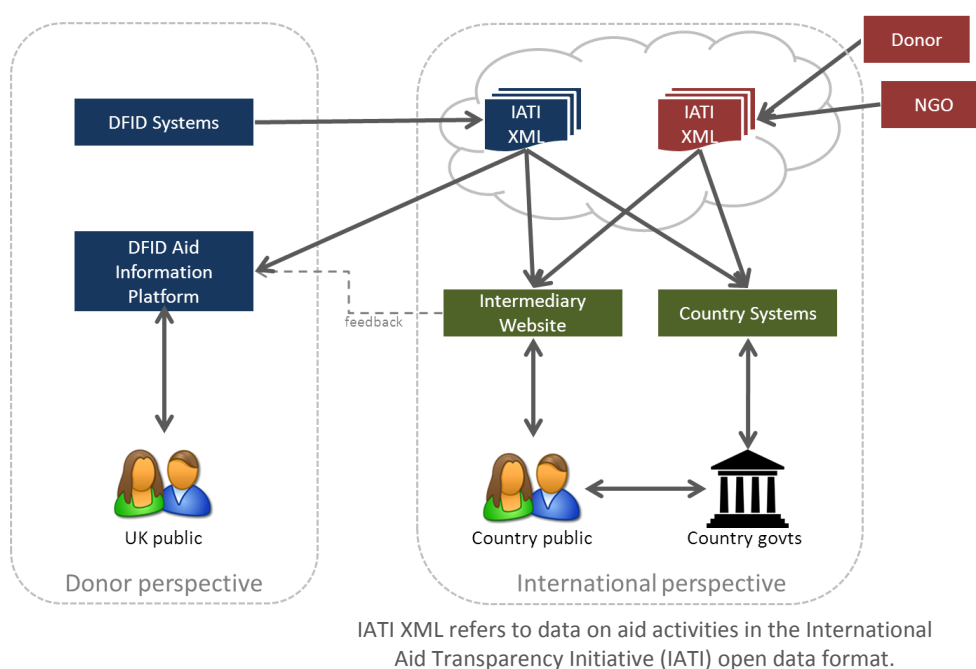 Donor
NGO
DFID Systems
IATI
XML
IATI
XML
DFID Aid
Information
Platform
feedback
Intermediary
Website
Country Systems
UK public
Country public
Country govts
Donor perspective
International perspective
IATI XML refers to data on aid activities in the International
Aid Transparency Initiative (IATI) open data format.